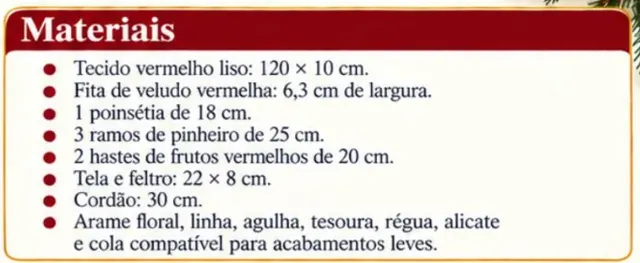 Materiais
● Tecido vermelho liso: 120 × 10 cm.
● Fita de veludo vermelha: 6,3 cm de largura.
● 1 poinsétia de 18 cm.
● 3 ramos de pinheiro de 25 cm.
● 2 hastes de frutos vermelhos de 20 cm.
● Tela e feltro: 22 × 8 cm.
● Cordão: 30 cm.
● Arame floral, linha, agulha, tesoura, régua, alicate
e cola compatível para acabamentos leves.